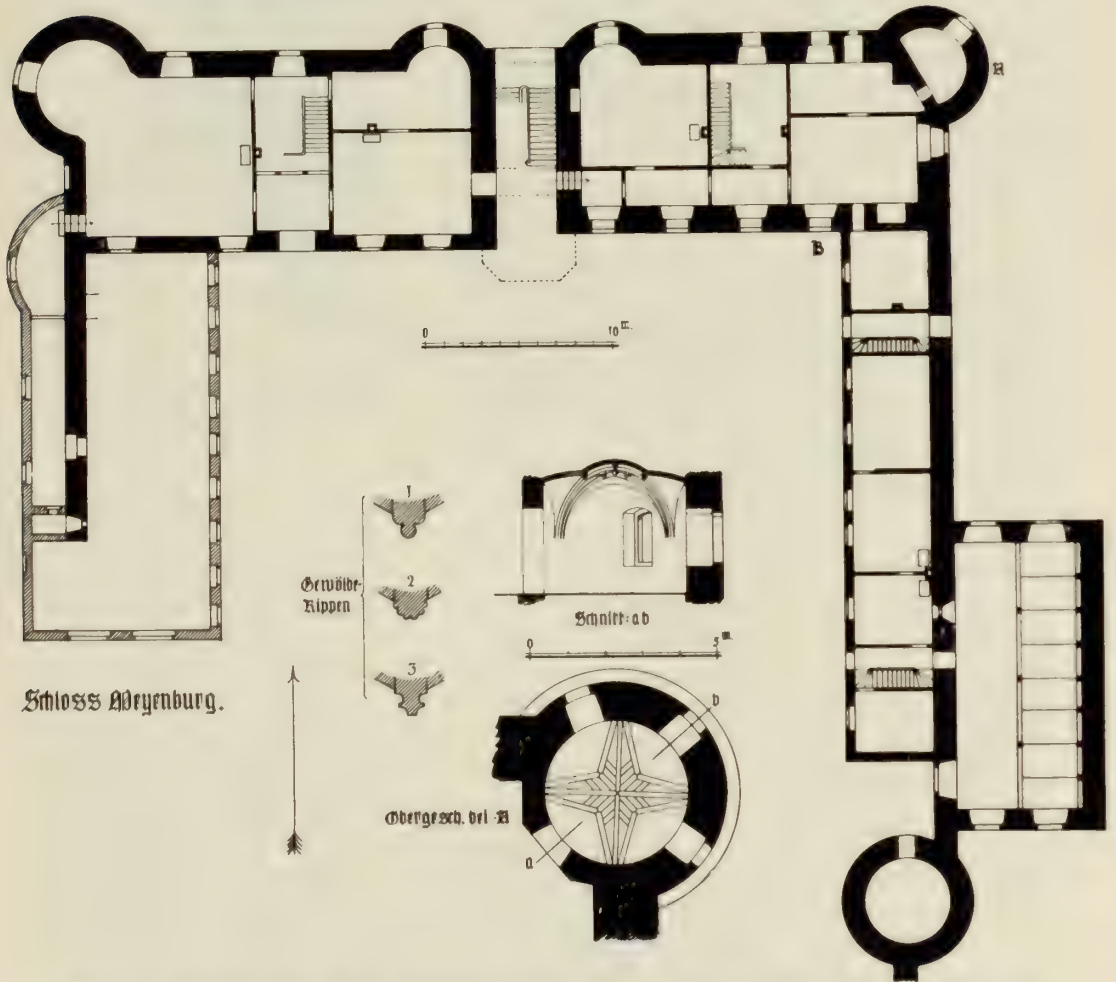 A
B
0 10 m.
1
Gewölbe-
Rippen
2
3
Schnitt: a b
0 5 m
Schloss Meyenburg.
b
Obergesch. bei A
a